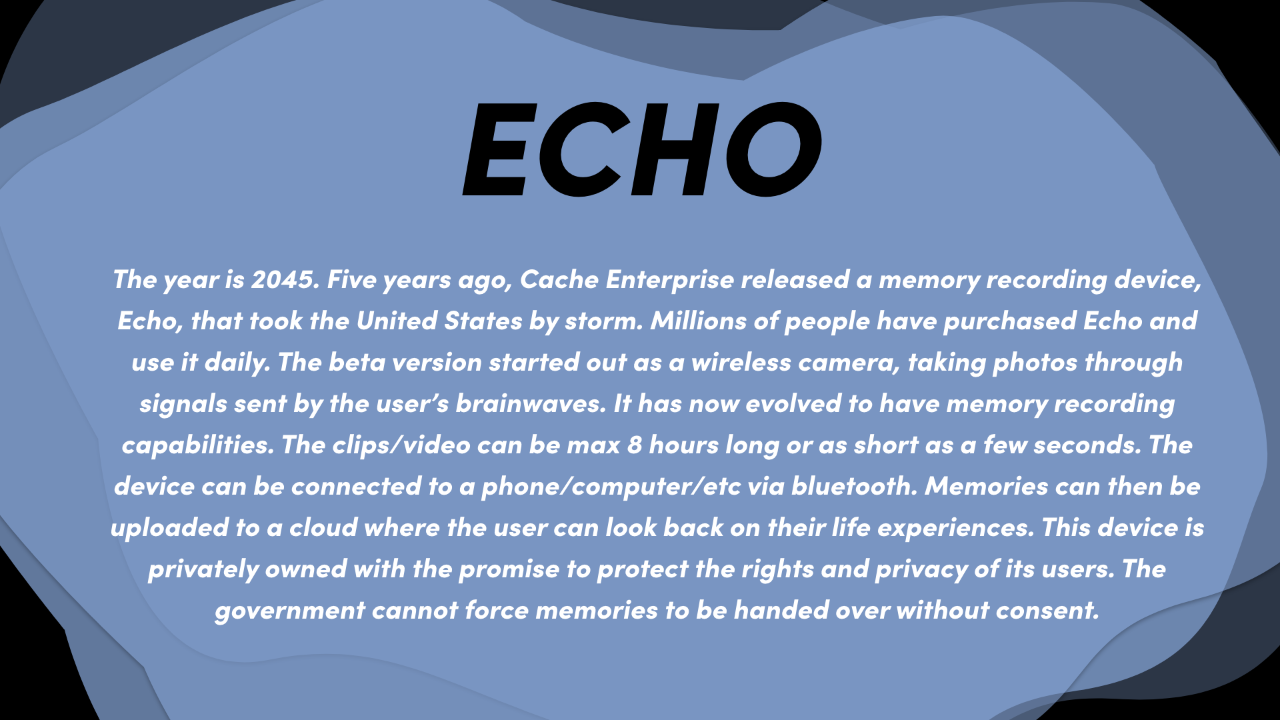 ECHO
The year is 2045. Five years ago, Cache Enterprise released a memory recording device,
Echo, that took the United States by storm. Millions of people have purchased Echo and
use it daily. The beta version started out as a wireless camera, taking photos through
signals sent by the user’s brainwaves. It has now evolved to have memory recording
capabilities. The clips/video can be max 8 hours long or as short as a few seconds. The
device can be connected to a phone/computer/etc via bluetooth. Memories can then be
uploaded to a cloud where the user can look back on their life experiences. This device is
privately owned with the promise to protect the rights and privacy of its users. The
government cannot force memories to be handed over without consent.